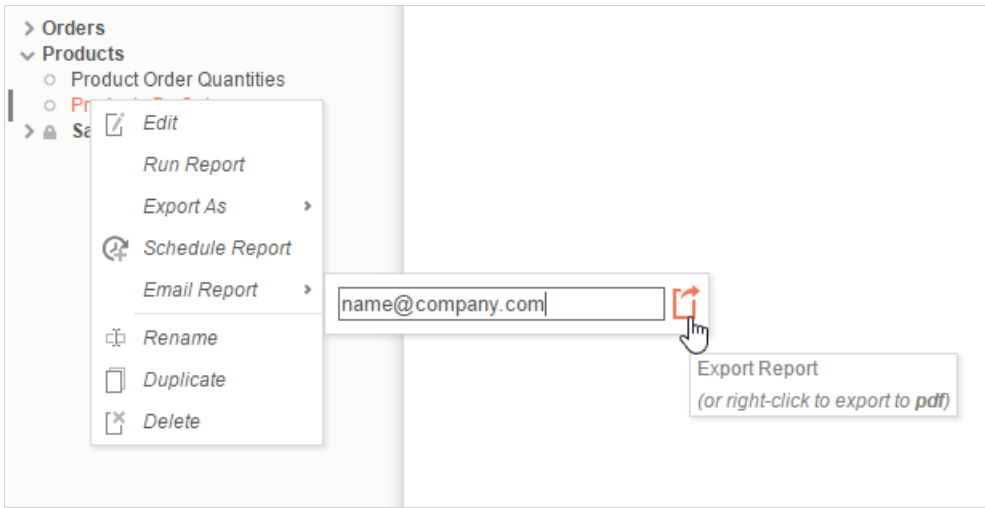 Orders
Products
Product Order Quantities
Edit
Run Report
Export As
Schedule Report
Email Report
name@company.com
Rename
Export Report
Duplicate
(or right-click to export to pdf)
Delete